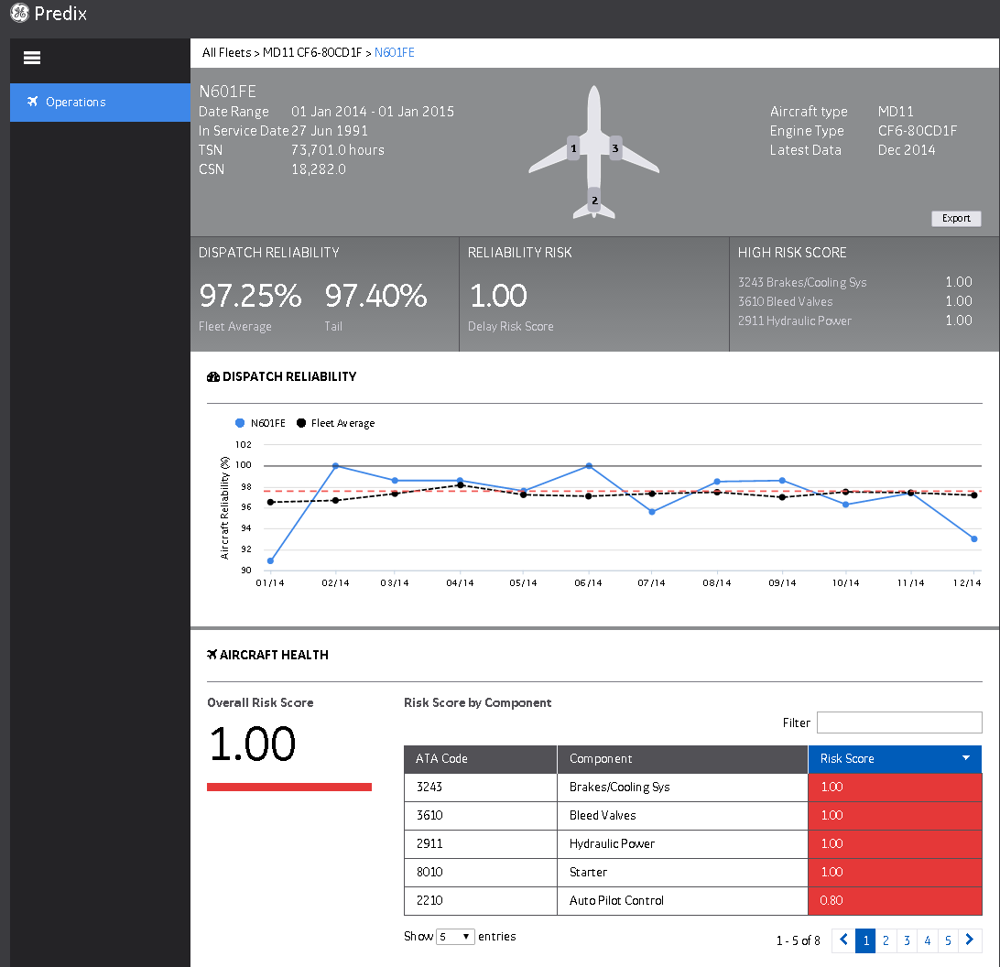 Predix
All Fleets > MD11 CF6-80CD1F > N601FE
Operations
N601FE
Date Range 01 Jan 2014 - 01 Jan 2015
In Service Date 27 Jun 1991
TSN 73,701.0 hours
CSN 18,282.0
1 3
2
Aircraft type MD11
Engine Type CF6-80CD1F
Latest Data Dec 2014
Export
DISPATCH RELIABILITY
97.25% 97.40%
Fleet Average Tail
RELIABILITY RISK
1.00
Delay Risk Score
HIGH RISK SCORE
3243 Brakes/Cooling Sys 1.00
3610 Bleed Valves 1.00
2911 Hydraulic Power 1.00
DISPATCH RELIABILITY
N601FE Fleet Average
Aircraft Reliability (%)
102
100
98
96
94
92
90
01/14 02/14 03/14 04/14 05/14 06/14 07/14 08/14 09/14 10/14 11/14 12/14
AIRCRAFT HEALTH
Overall Risk Score
1.00
Risk Score by Component
Filter
ATA Code Component Risk Score
3243 Brakes/Cooling Sys 1.00
3610 Bleed Valves 1.00
2911 Hydraulic Power 1.00
8010 Starter 1.00
2210 Auto Pilot Control 0.80
Show 5 entries
1 - 5 of 8 1 2 3 4 5